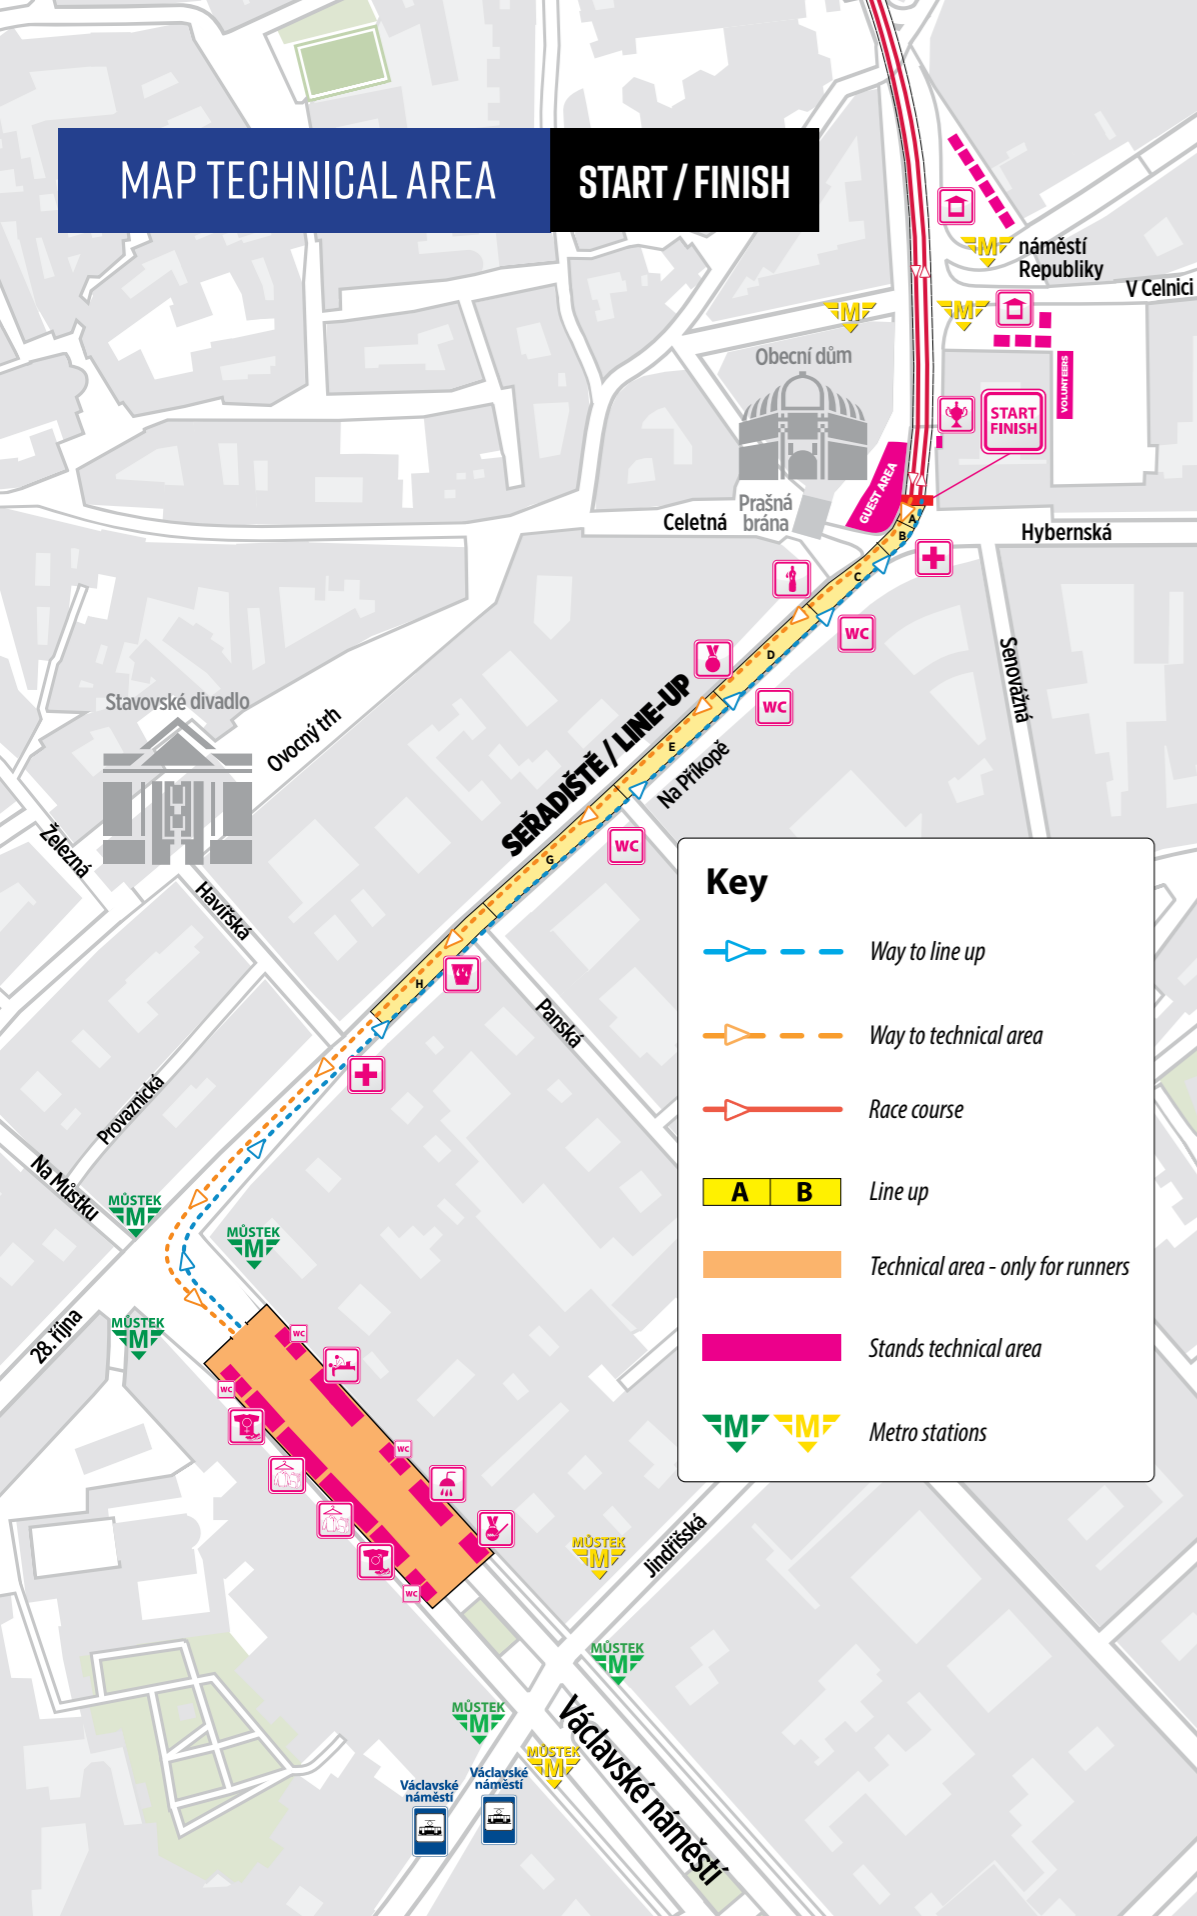 MAP TECHNICAL AREA
START / FINISH
M
náměstí
Republiky
V Celnici
M
M
Obecní dům
VOLUNTEERS
START
FINISH
GUEST AREA
Prašná
brána
Celetná
A
B
Hybernská
C
WC
D
Senovážná
SEŘADIŠTĚ / LINE-UP
WC
Stavovské divadlo
Ovocný trh
E
Na Příkopě
Železná
WC
G
Havířská
H
Panská
Provaznická
Na Můstku
MŮSTEK
M
MŮSTEK
M
28. října
MŮSTEK
M
WC
WC
WC
WC
Key
Way to line up
Way to technical area
Race course
A B
Line up
Technical area - only for runners
Stands technical area
M M
Metro stations
Jindřišská
MŮSTEK
M
MŮSTEK
M
MŮSTEK
M
MŮSTEK
M
Václavské náměstí
Václavské
náměstí
Václavské
náměstí